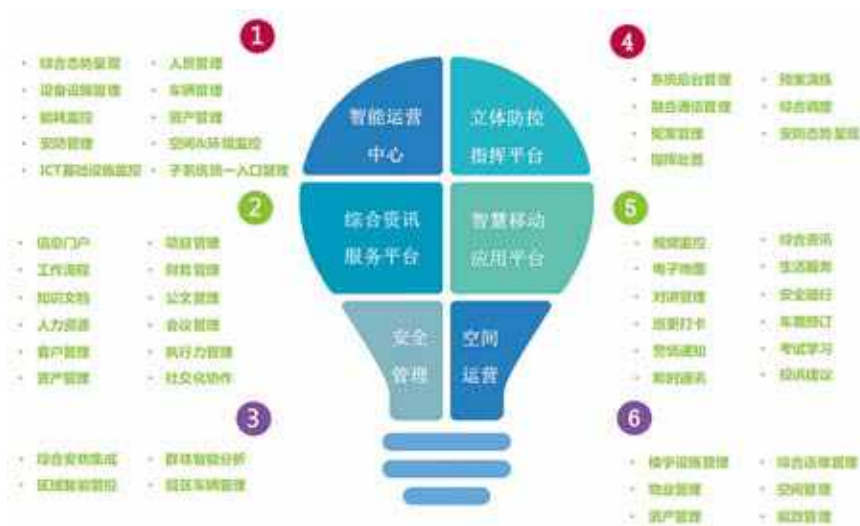 1
综合态势呈现 人员管理
设备设施管理 车辆管理
能耗监控 资产管理
安防管理 空间&环境监控
ICT基础设施监控 子系统统一入口管理
2
信息门户 项目管理
工作流程 财务管理
知识文档 公文管理
人力资源 会议管理
客户管理 执行力管理
资产管理 社交化协作
3
综合安防集成 群体智能分析
区域智能管控 园区车辆管理
智能运营
中心
立体防控
指挥平台
综合资讯
服务平台
智慧移动
应用平台
安全
管理
空间
运营
4
系统后台管理 预案演练
融合通信管理 综合调度
预案管理 安防态势呈现
指挥处置
5
视频监控 综合资讯
电子地图 生活服务
对讲管理
巡更打卡 车票预订
警情通知 考试学习
即时通讯 投诉建议
6
楼宇设施管理 综合运维管理
物业管理 空间管理
资产管理